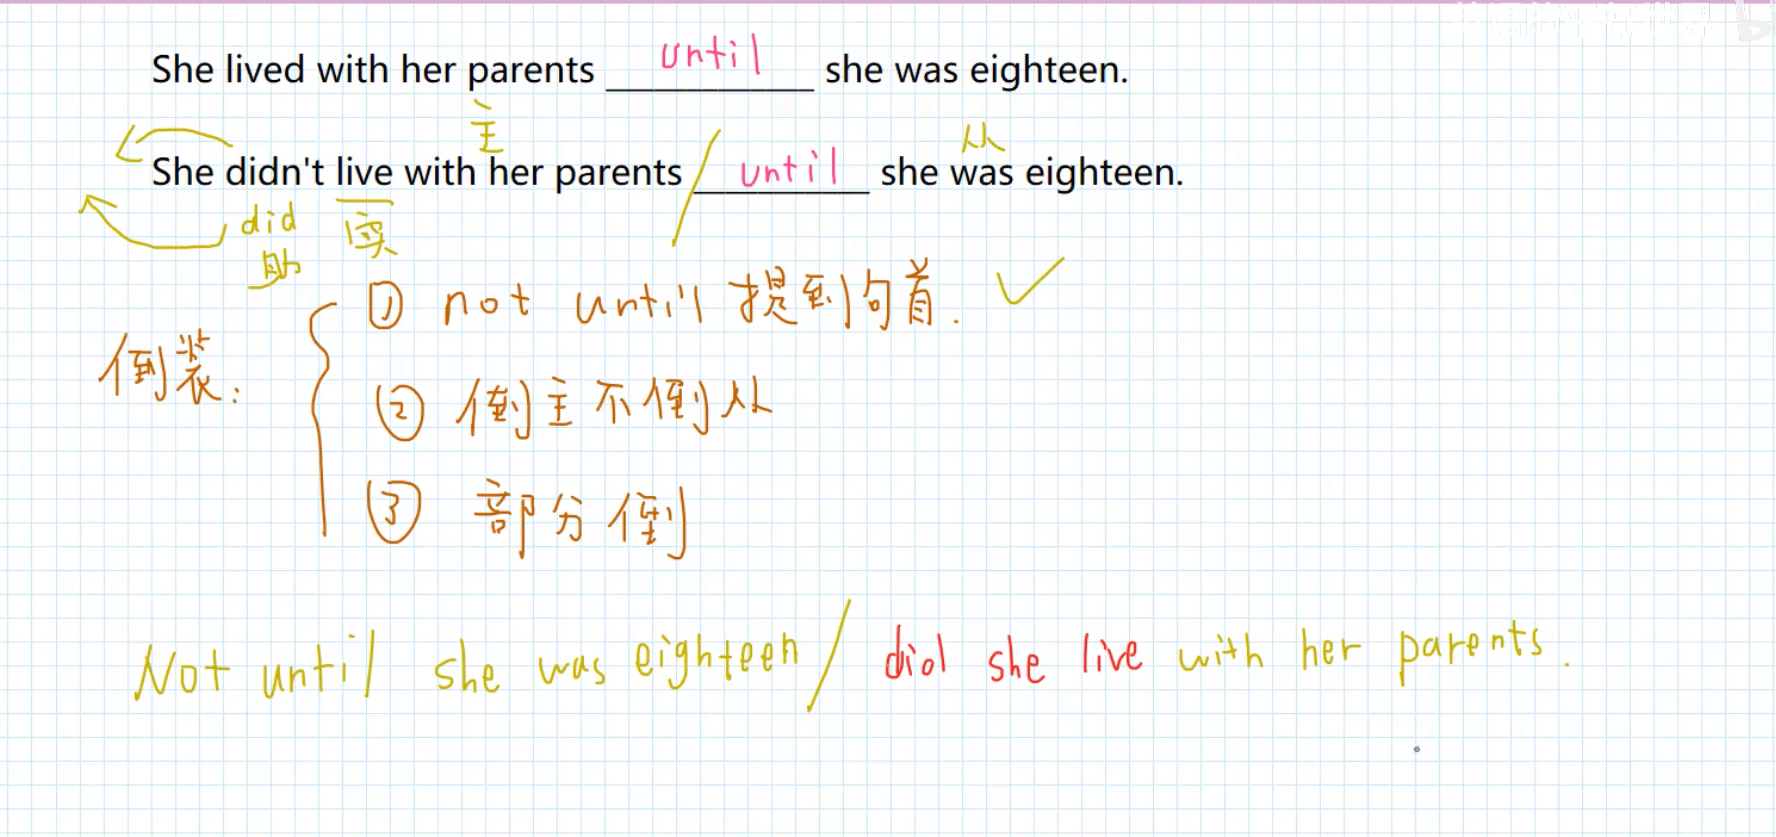 She lived with her parents until she was eighteen.
主 从
She didn't live with her parents until she was eighteen.
did 实
助
① not until 提到句首.
倒装:
② 倒主不倒从
③ 部分倒
Not until she was eighteen / did she live with her parents.